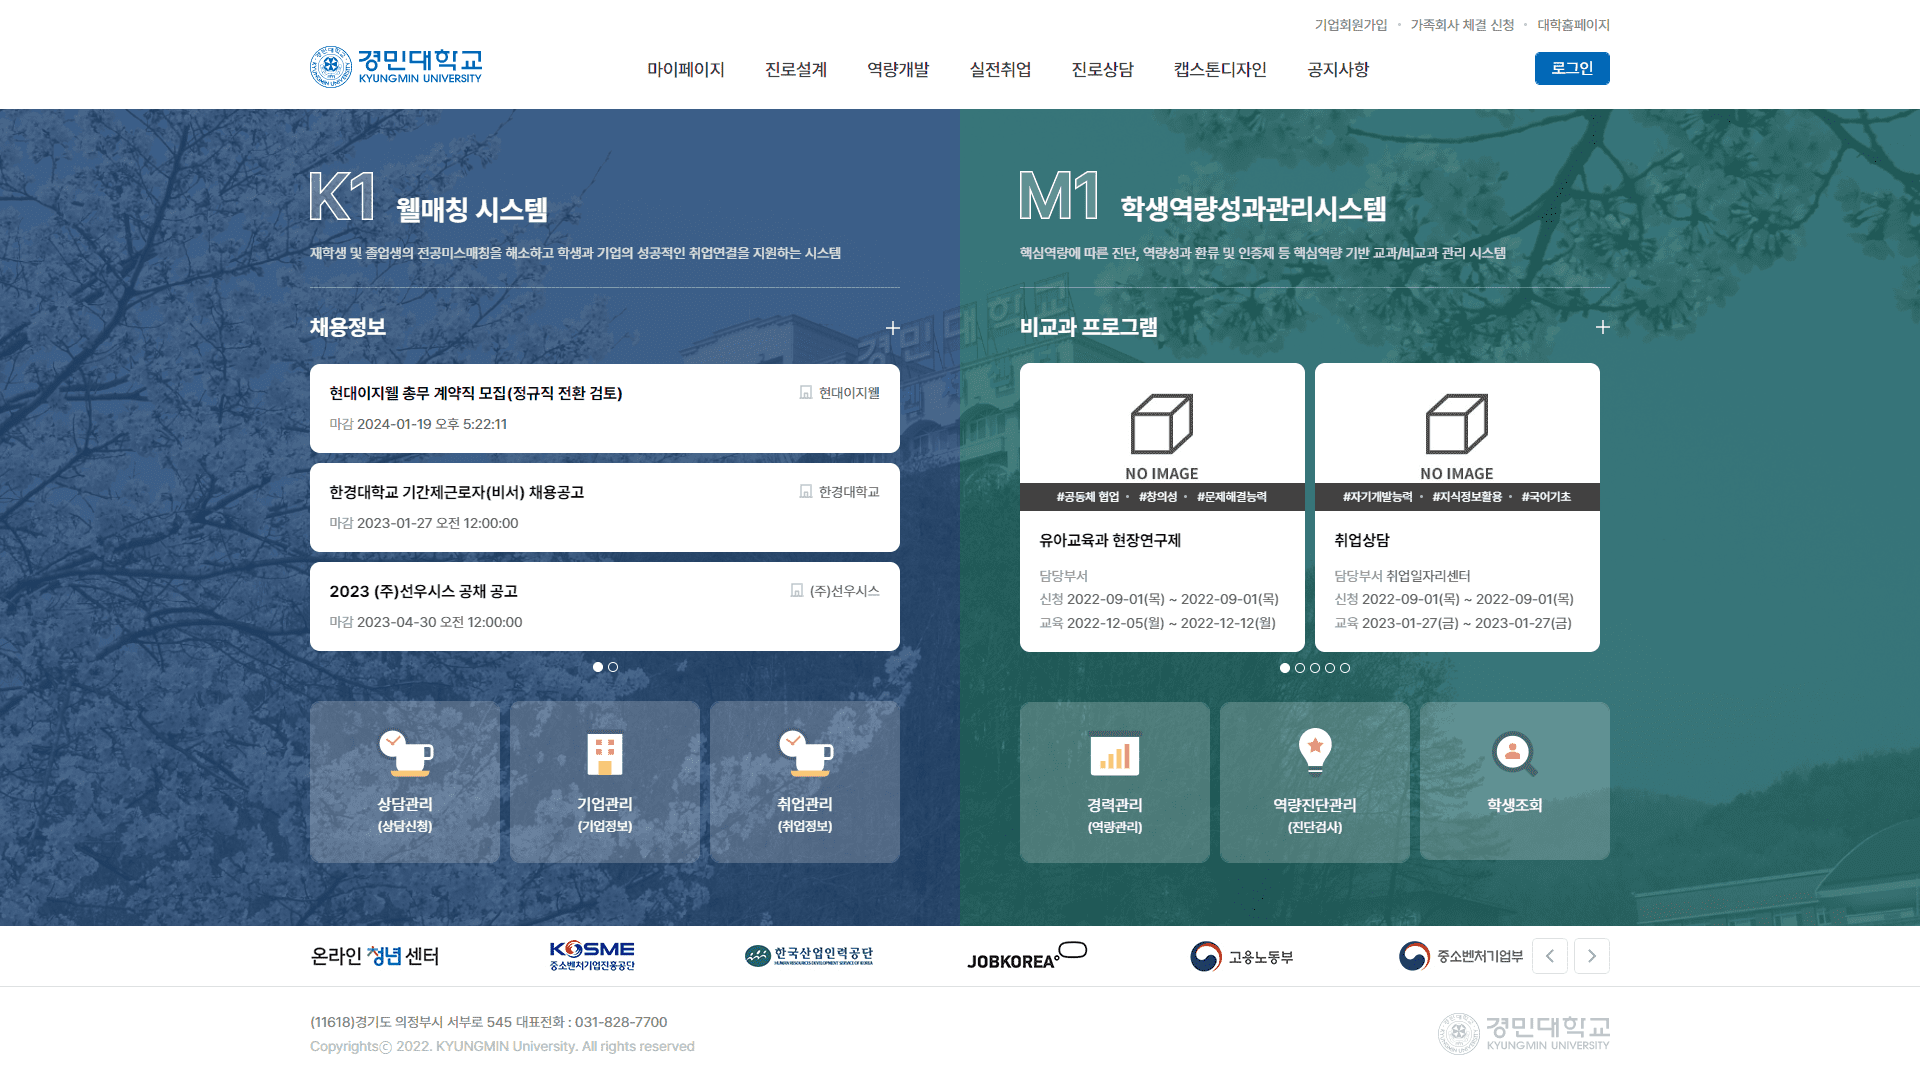 기업회원가입 • 가족회사 체결 신청 • 대학홈페이지
경민대학교
KYUNGMIN UNIVERSITY
마이페이지 진로설계 역량개발 실전취업 진로상담 캡스톤디자인 공지사항
로그인
K1 웰매칭 시스템
재학생 및 졸업생의 전공미스매칭을 해소하고 학생과 기업의 성공적인 취업연결을 지원하는 시스템
채용정보
현대이지웰 총무 계약직 모집(정규직 전환 검토) 현대이지웰
마감 2024-01-19 오후 5:22:11
한경대학교 기간제근로자(비서) 채용공고 한경대학교
마감 2023-01-27 오전 12:00:00
2023 (주)선우시스 공채 공고 (주)선우시스
마감 2023-04-30 오전 12:00:00
상담관리
(상담신청)
기업관리
(기업정보)
취업관리
(취업정보)
M1 학생역량성과관리시스템
핵심역량에 따른 진단, 역량성과 환류 및 인증제 등 핵심역량 기반 교과/비교과 관리 시스템
경민대학교
비교과 프로그램
NO IMAGE
#공동체 협업 • #창의성 • #문제해결능력
유아교육과 현장연구제
담당부서
신청 2022-09-01(목) ~ 2022-09-01(목)
교육 2022-12-05(월) ~ 2022-12-12(월)
NO IMAGE
#자기개발능력 • #지식정보활용 • #국어기초
취업상담
담당부서 취업일자리센터
신청 2022-09-01(목) ~ 2022-09-01(목)
교육 2023-01-27(금) ~ 2023-01-27(금)
경력관리
(역량관리)
역량진단관리
(진단검사)
학생조회
온라인 청년 센터
KOSME
중소벤처기업진흥공단
한국산업인력공단
HUMAN RESOURCES DEVELOPMENT SERVICE OF KOREA
JOBKOREA
고용노동부
중소벤처기업부
(11618)경기도 의정부시 서부로 545 대표전화 : 031-828-7700
Copyrightsⓒ 2022. KYUNGMIN University. All rights reserved
경민대학교
KYUNGMIN UNIVERSITY